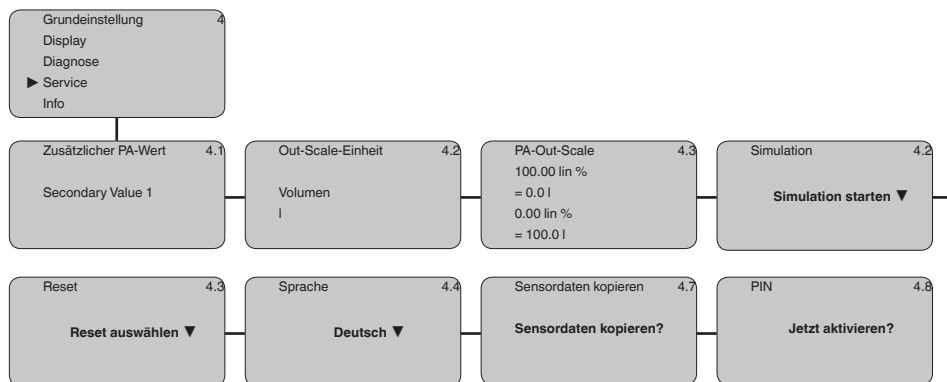 Grundeinstellung 4
Display
Diagnose
▶ Service
Info
Zusätzlicher PA-Wert 4.1
Secondary Value 1
Out-Scale-Einheit 4.2
Volumen
l
PA-Out-Scale 4.3
100.00 lin %
= 0.0 l
0.00 lin %
= 100.0 l
Simulation 4.2
Simulation starten ▼
Reset 4.3
Reset auswählen ▼
Sprache 4.4
Deutsch ▼
Sensordaten kopieren 4.7
Sensordaten kopieren?
PIN 4.8
Jetzt aktivieren?